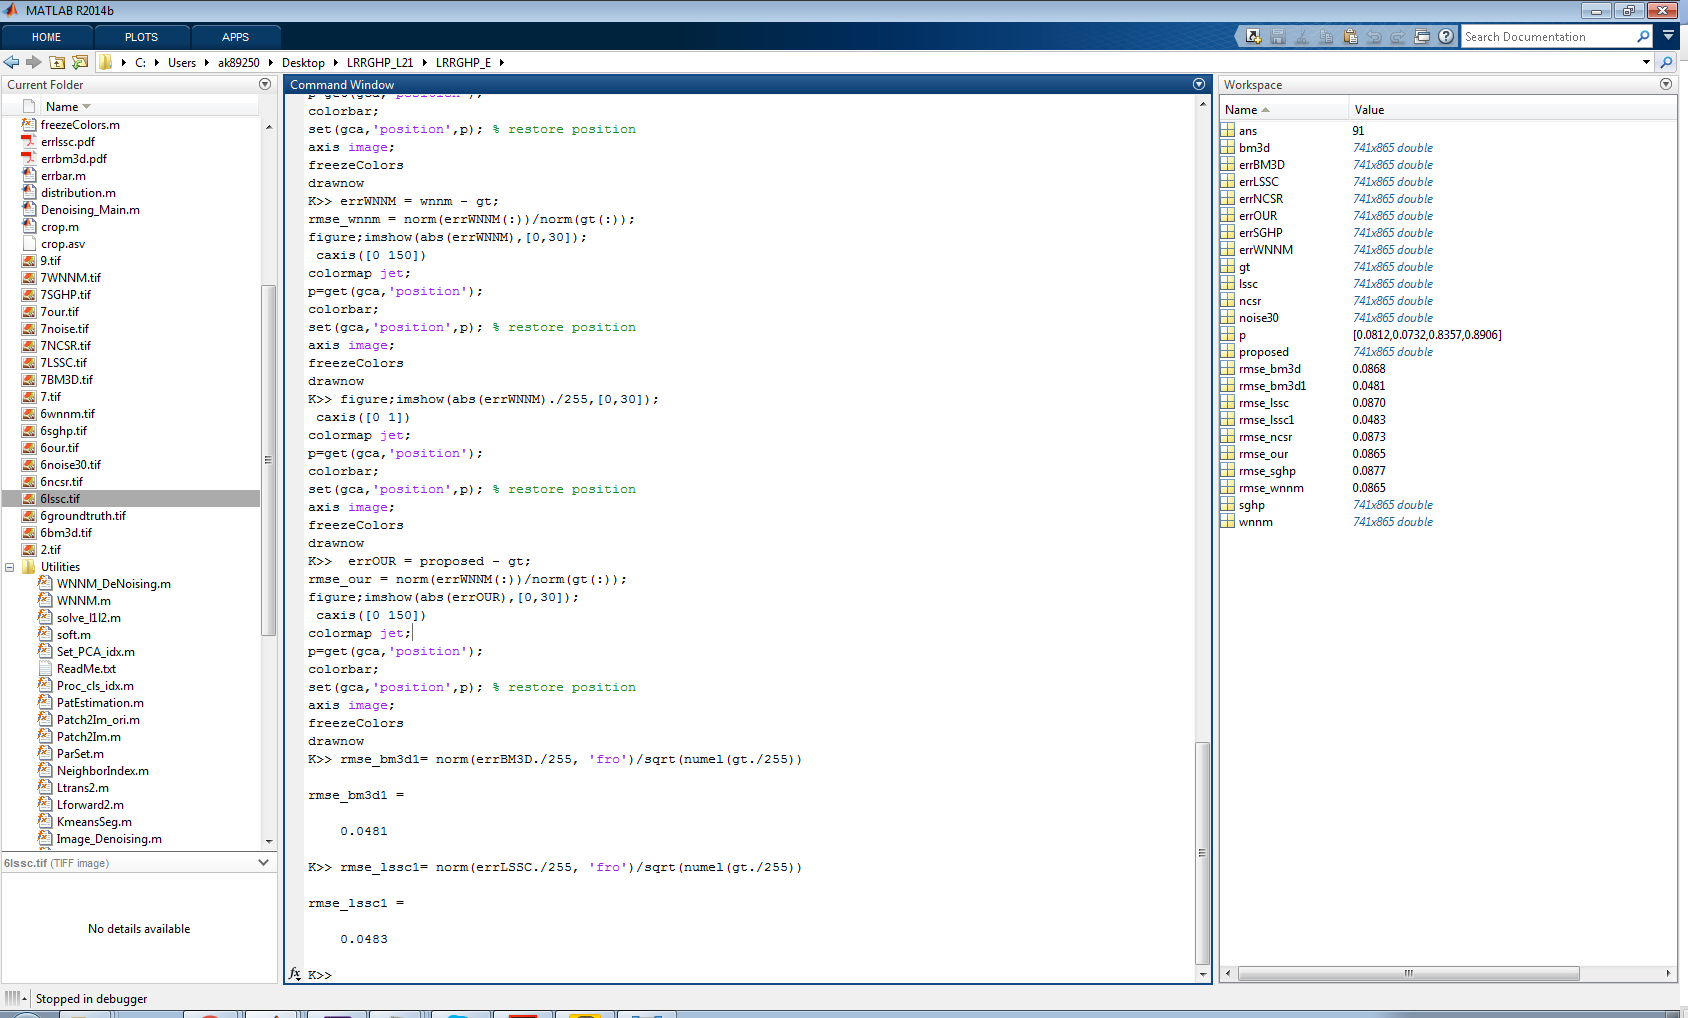 MATLAB R2014b
HOME PLOTS APPS
Search Documentation
C: Users ak89250 Desktop LRRGHP_L21 LRRGHP_E
Current Folder
Name
freezeColors.m
errlssc.pdf
errbm3d.pdf
errbar.m
distribution.m
Denoising_Main.m
crop.m
crop.asv
9.tif
7WNNM.tif
7SGHP.tif
7our.tif
7noise.tif
7NCSR.tif
7LSSC.tif
7BM3D.tif
7.tif
6wnnm.tif
6sghp.tif
6our.tif
6noise30.tif
6ncsr.tif
6lssc.tif
6groundtruth.tif
6bm3d.tif
2.tif
Utilities
WNNM_DeNoising.m
WNNM.m
solve_l1l2.m
soft.m
Set_PCA_idx.m
ReadMe.txt
Proc_cls_idx.m
PatEstimation.m
Patch2Im_ori.m
Patch2Im.m
ParSet.m
NeighborIndex.m
Ltrans2.m
Lforward2.m
KmeansSeg.m
Image_Denoising.m
6lssc.tif (TIFF image)
No details available
Command Window
p=get(gca,'position');
colorbar;
set(gca,'position',p); % restore position
axis image;
freezeColors
drawnow
K>> errWNNM = wnnm - gt;
rmse_wnnm = norm(errWNNM(:))/norm(gt(:));
figure;imshow(abs(errWNNM),[0,30]);
caxis([0 150])
colormap jet;
p=get(gca,'position');
colorbar;
set(gca,'position',p); % restore position
axis image;
freezeColors
drawnow
K>> figure;imshow(abs(errWNNM)./255,[0,30]);
caxis([0 1])
colormap jet;
p=get(gca,'position');
colorbar;
set(gca,'position',p); % restore position
axis image;
freezeColors
drawnow
K>>  errOUR = proposed - gt;
rmse_our = norm(errWNNM(:))/norm(gt(:));
figure;imshow(abs(errOUR),[0,30]);
caxis([0 150])
colormap jet;
p=get(gca,'position');
colorbar;
set(gca,'position',p); % restore position
axis image;
freezeColors
drawnow
K>> rmse_bm3d1= norm(errBM3D./255, 'fro')/sqrt(numel(gt./255))
rmse_bm3d1 =
0.0481
K>> rmse_lssc1= norm(errLSSC./255, 'fro')/sqrt(numel(gt./255))
rmse_lssc1 =
0.0483
fx K>>
Workspace
Name Value
ans 91
bm3d 741x865 double
errBM3D 741x865 double
errLSSC 741x865 double
errNCSR 741x865 double
errOUR 741x865 double
errSGHP 741x865 double
errWNNM 741x865 double
gt 741x865 double
lssc 741x865 double
ncsr 741x865 double
noise30 741x865 double
p [0.0812,0.0732,0.8357,0.8906]
proposed 741x865 double
rmse_bm3d 0.0868
rmse_bm3d1 0.0481
rmse_lssc 0.0870
rmse_lssc1 0.0483
rmse_ncsr 0.0873
rmse_our 0.0865
rmse_sghp 0.0877
rmse_wnnm 0.0865
sghp 741x865 double
wnnm 741x865 double
Stopped in debugger